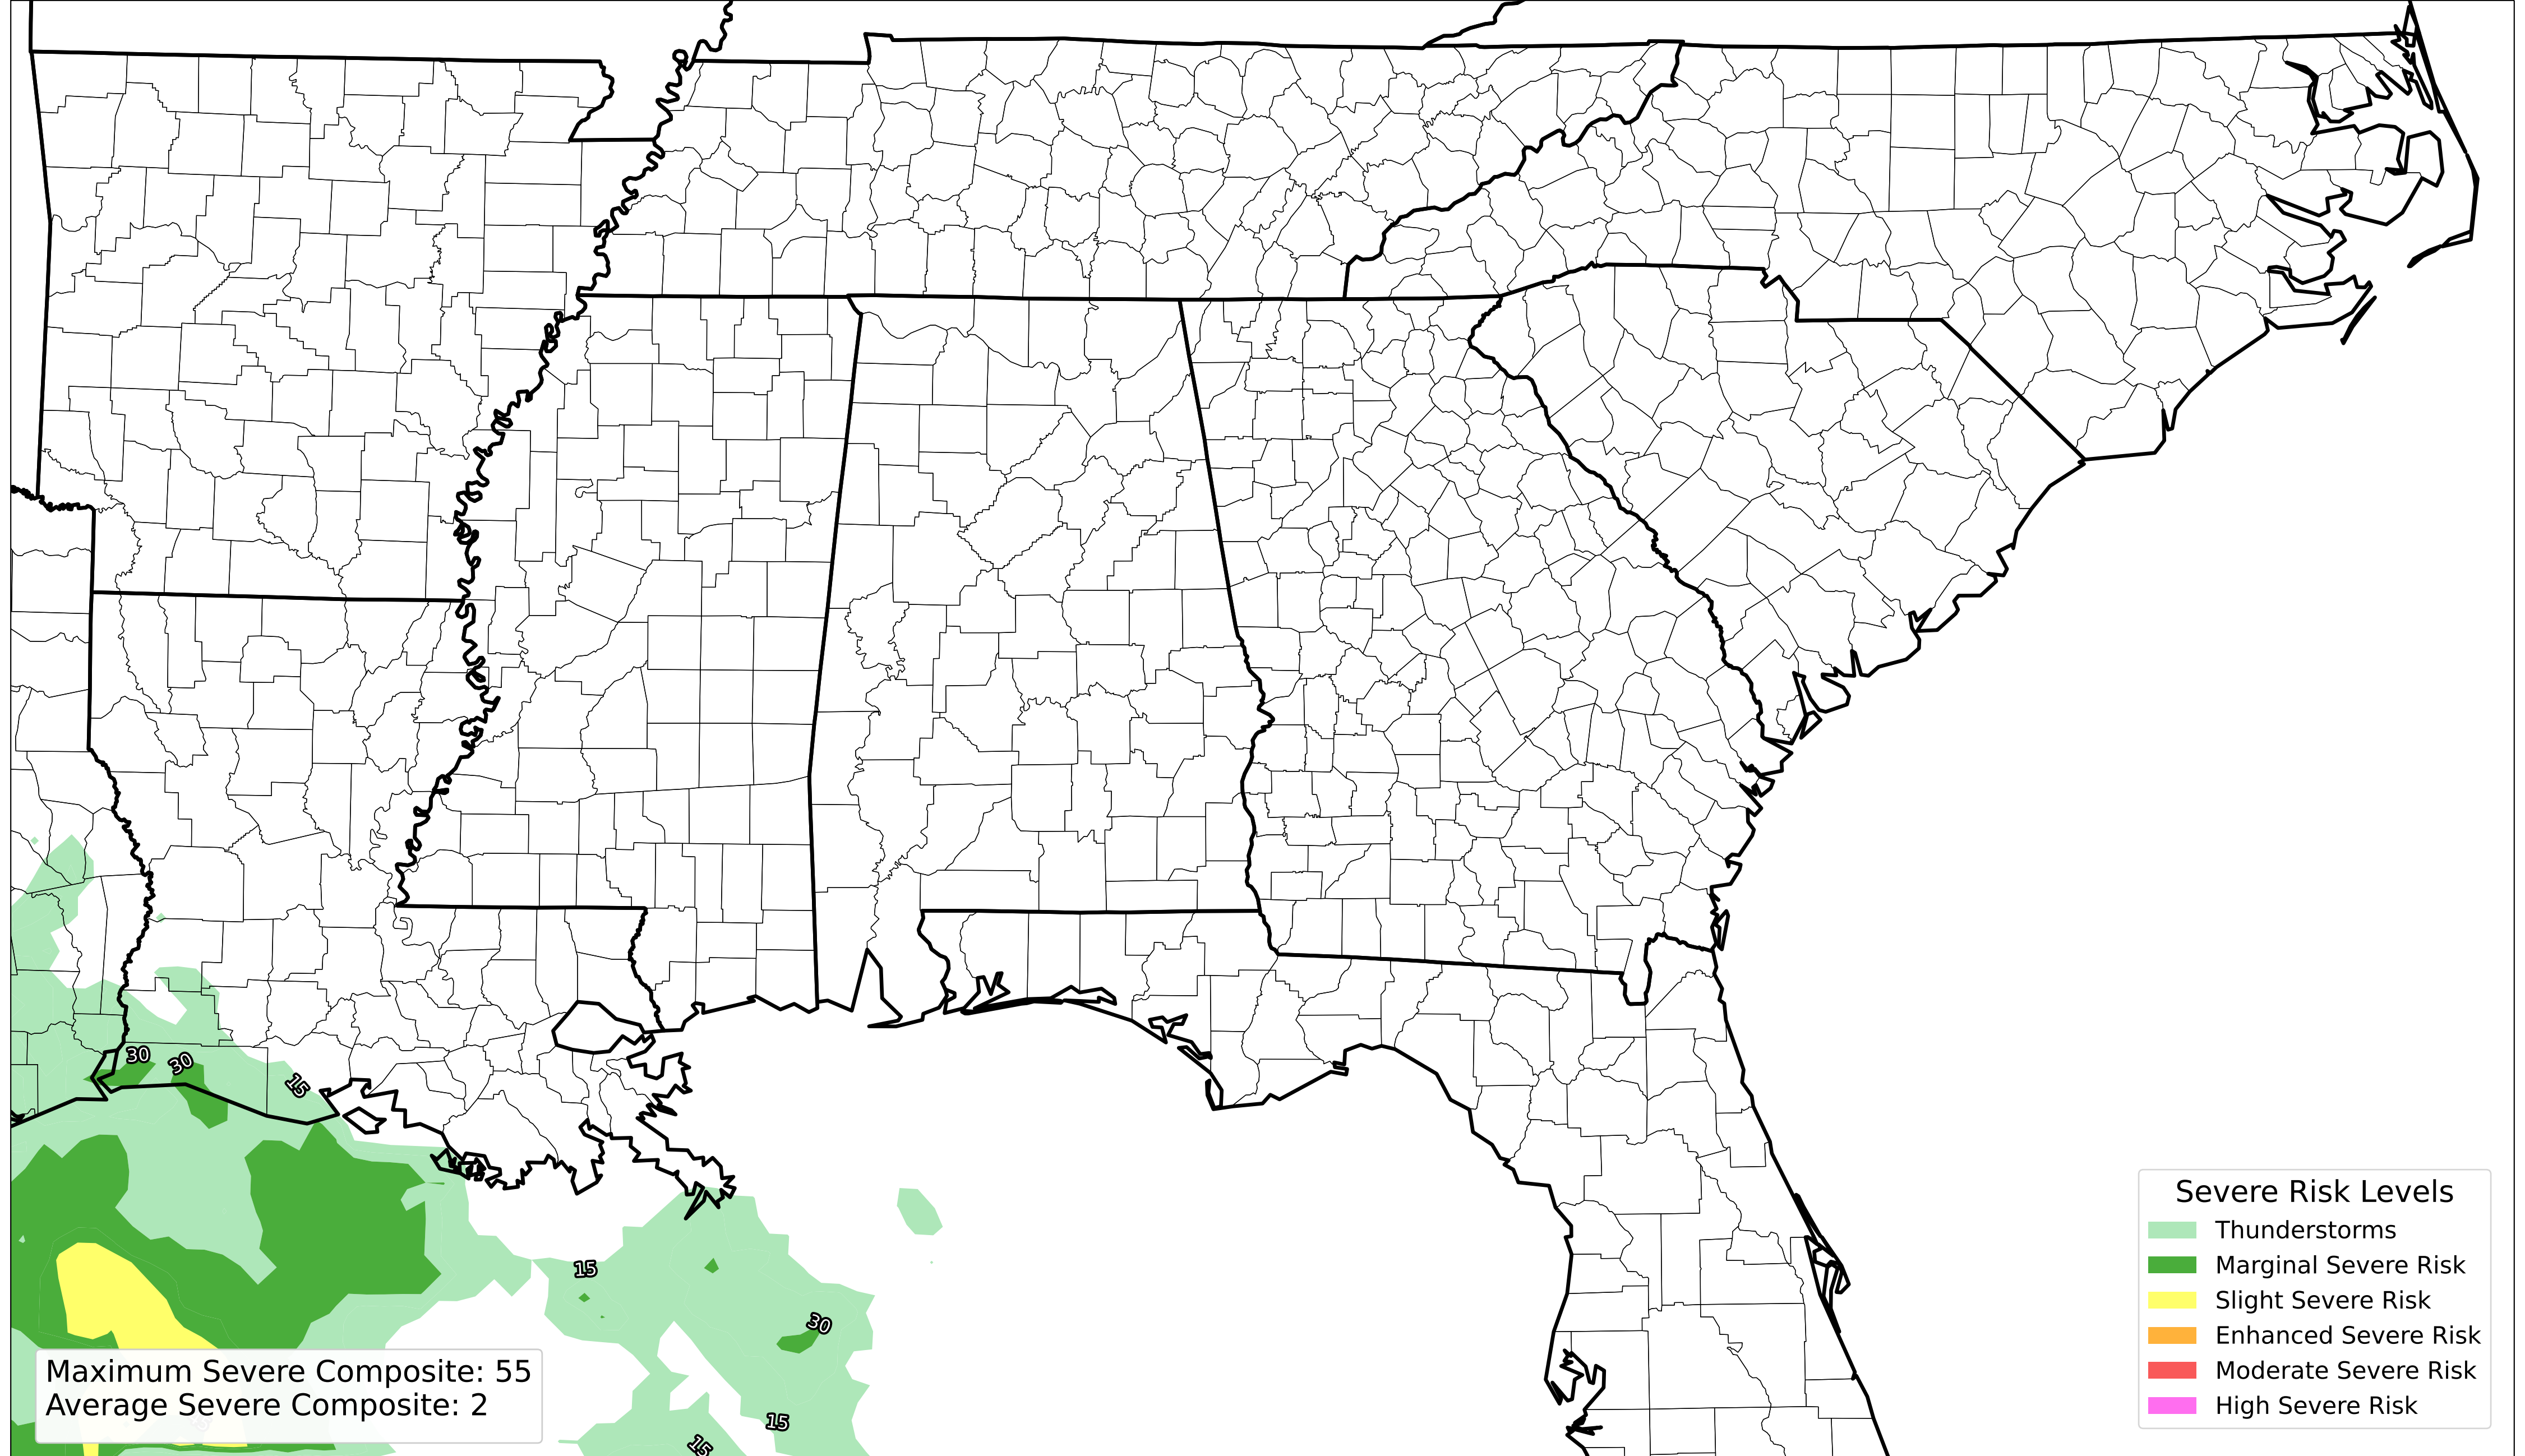 30
30
15
15
30
15
15
Maximum Severe Composite: 55
Average Severe Composite: 2
Severe Risk Levels
Thunderstorms
Marginal Severe Risk
Slight Severe Risk
Enhanced Severe Risk
Moderate Severe Risk
High Severe Risk